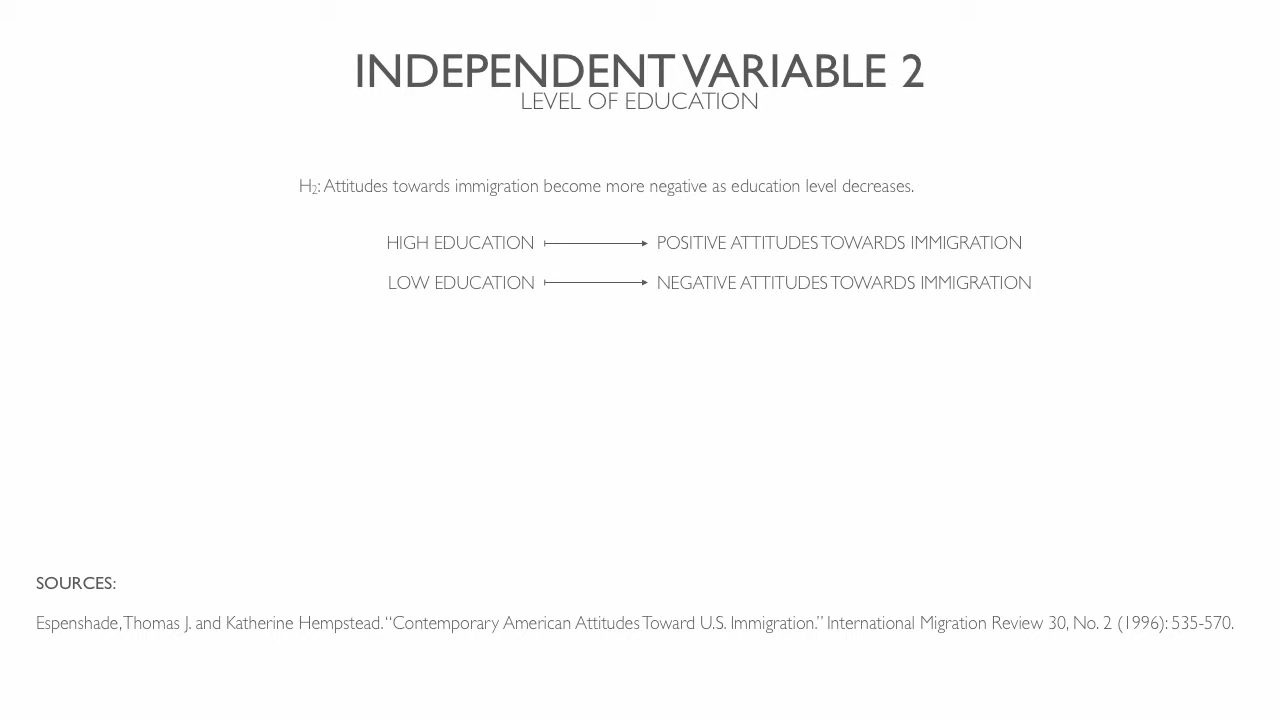 INDEPENDENT VARIABLE 2
LEVEL OF EDUCATION
H₂: Attitudes towards immigration become more negative as education level decreases.
HIGH EDUCATION POSITIVE ATTITUDES TOWARDS IMMIGRATION
LOW EDUCATION NEGATIVE ATTITUDES TOWARDS IMMIGRATION
SOURCES:
Espenshade, Thomas J. and Katherine Hempstead. “Contemporary American Attitudes Toward U.S. Immigration.” International Migration Review 30, No. 2 (1996): 535-570.